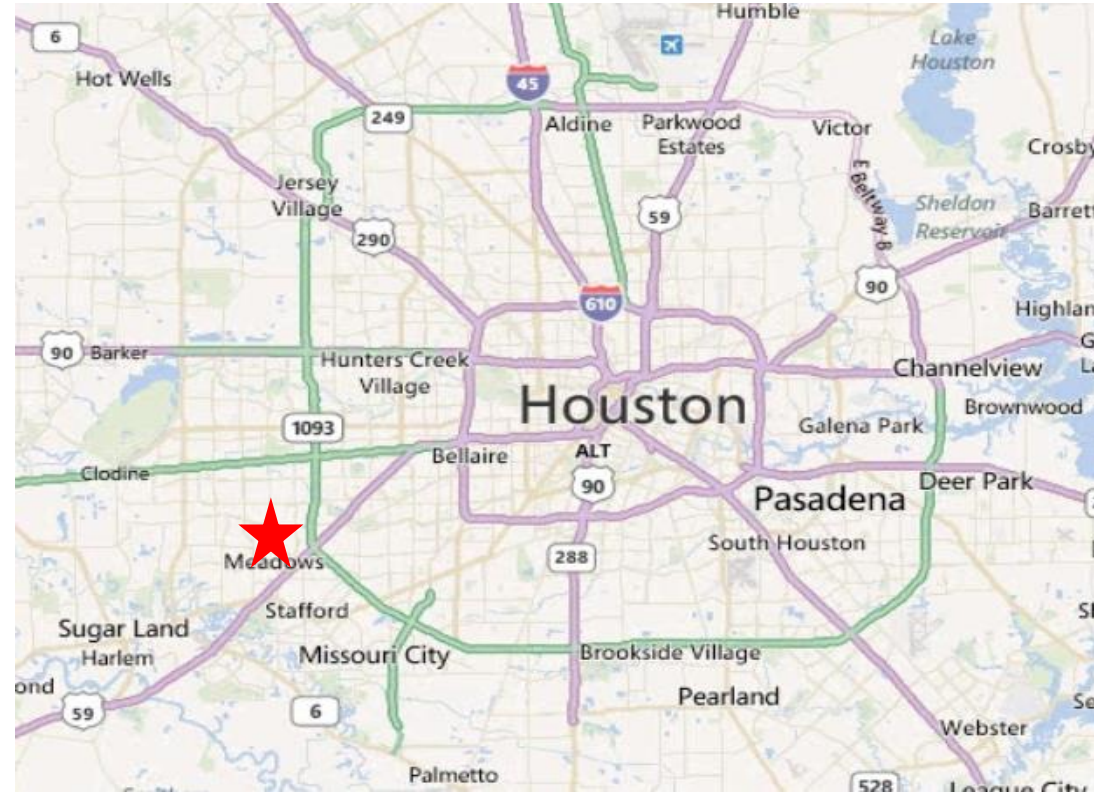 Humble
6
Lake
Houston
45
Hot Wells
249
Aldine
Parkwood
Estates
Victor
Crosby
E Beltway 8
Jersey
Village
59
Sheldon
Reservoir
Barrett
290
90
610
Highlan
90
Barker
Hunters Creek
Village
Channelview
G
La
Houston
Brownwood
1093
Galena Park
Bellaire
ALT
90
Clodine
Deer Park
Pasadena
Meadows
288
South Houston
Stafford
Sugar Land
Harlem
Missouri City
Brookside Village
ond
59
6
Pearland
Se
Webster
Palmetto
528
League City